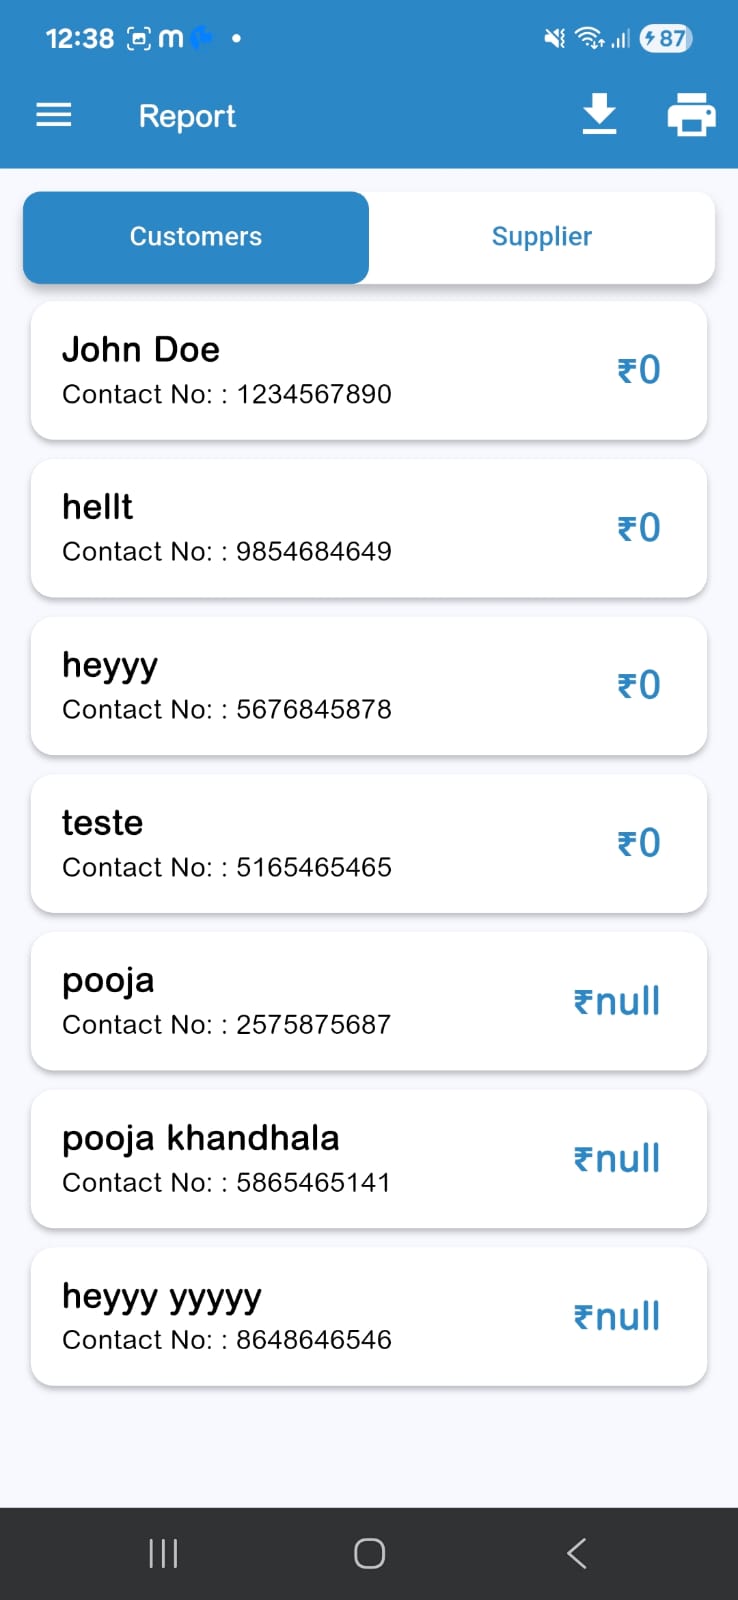 12:38 m 87
Report
Customers Supplier
John Doe
₹0
Contact No: : 1234567890
hellt
₹0
Contact No: : 9854684649
heyyy
₹0
Contact No: : 5676845878
teste
₹0
Contact No: : 5165465465
pooja
₹null
Contact No: : 2575875687
pooja khandhala
₹null
Contact No: : 5865465141
heyyy yyyyy
₹null
Contact No: : 8648646546